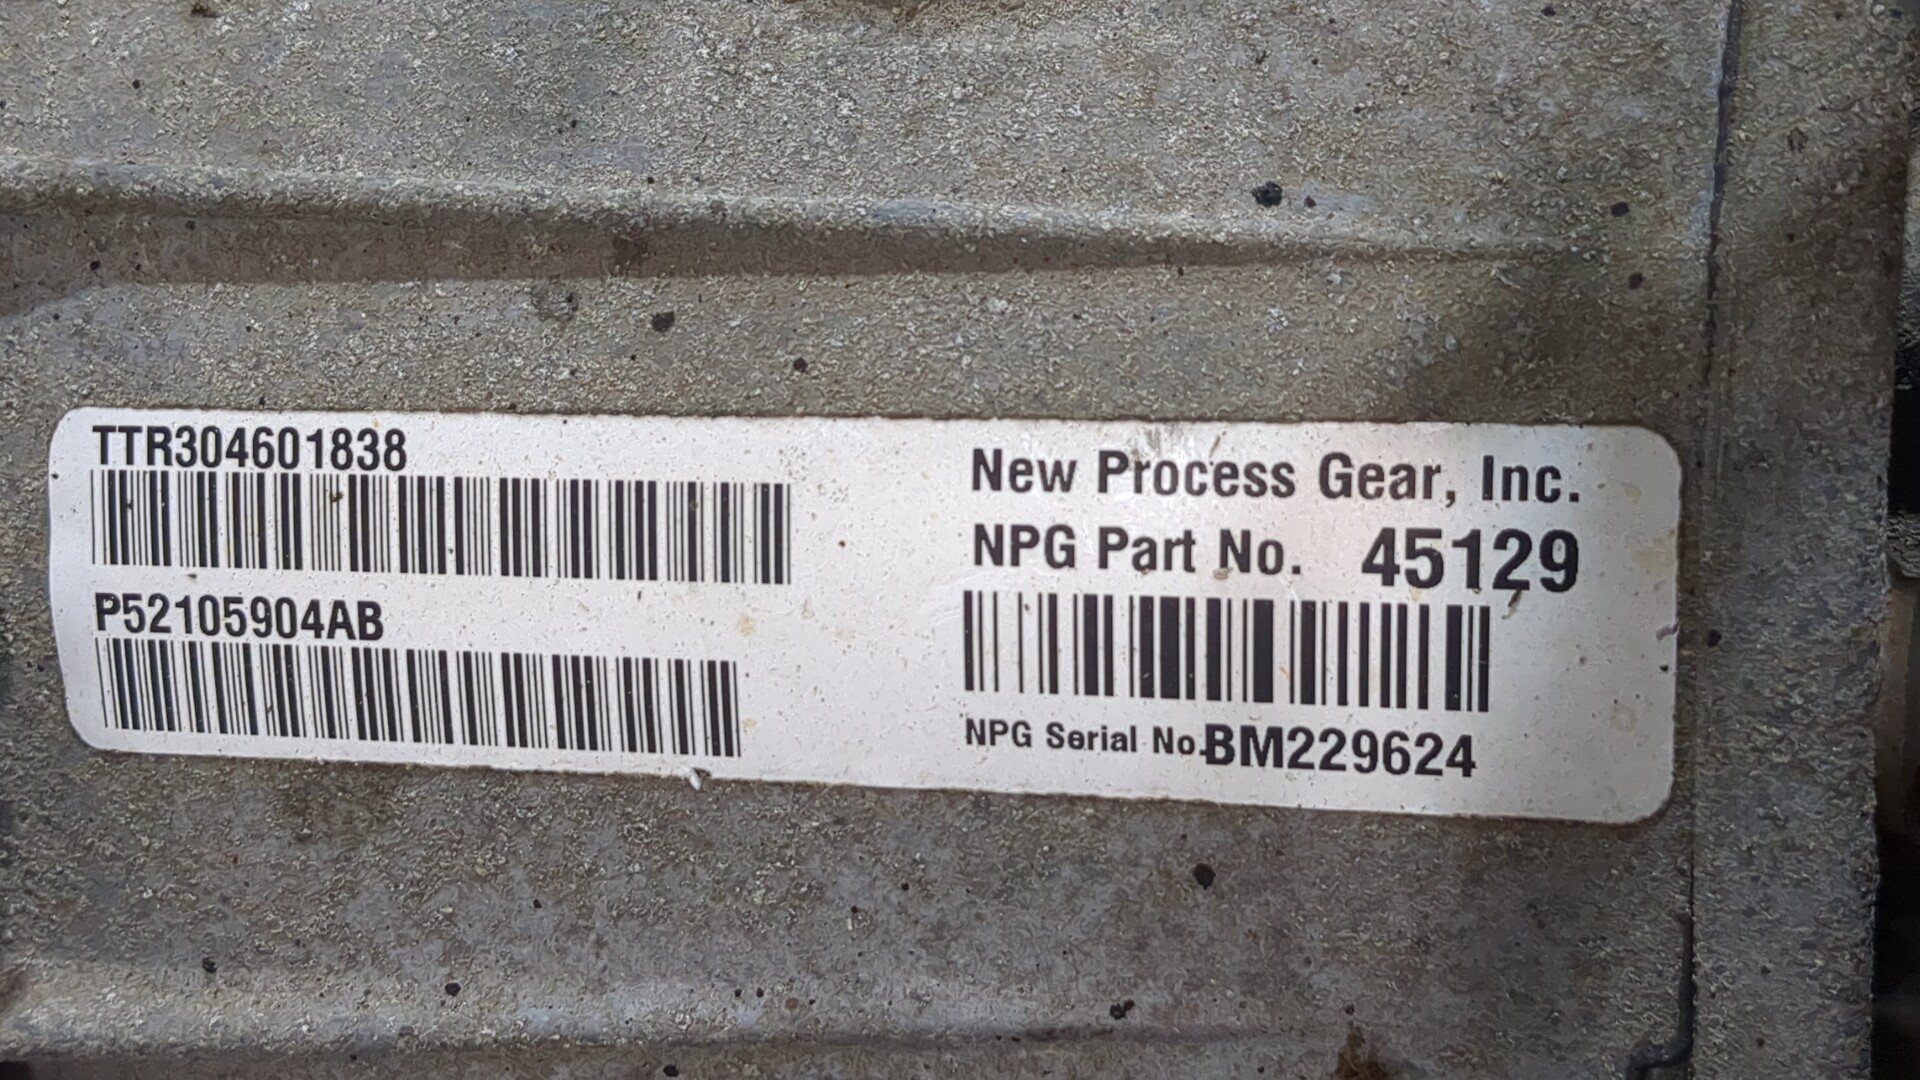 TTR304601838
P52105904AB
New Process Gear, Inc.
NPG Part No. 45129
NPG Serial No.BM229624